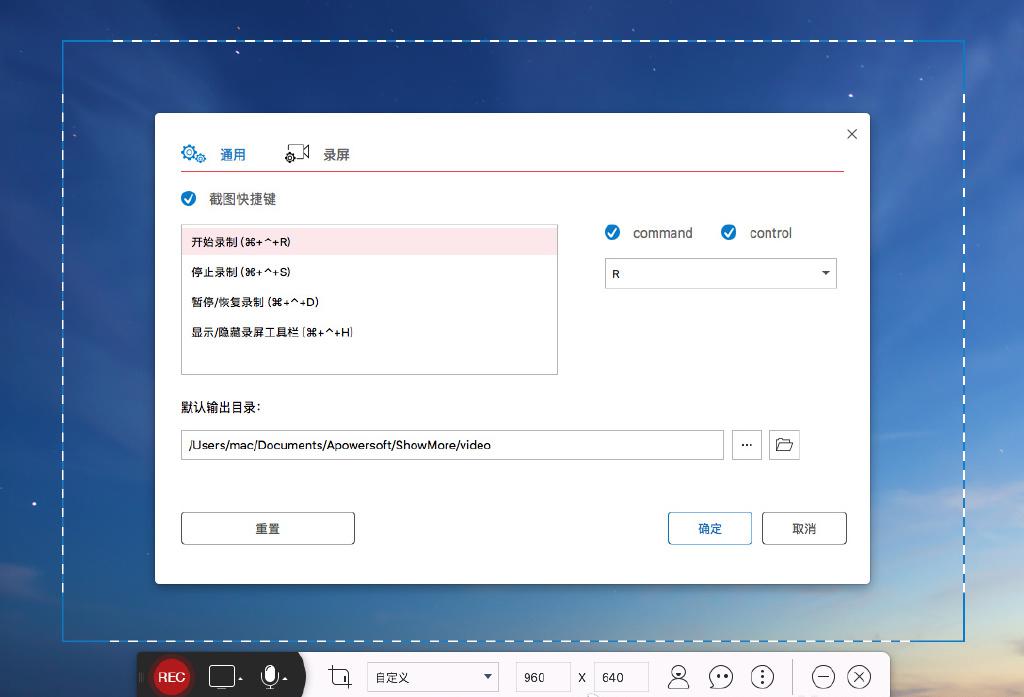 通用
录屏
截图快捷键
开始录制 (⌘+^+R)
停止录制 (⌘+^+S)
暂停/恢复录制 (⌘+^+D)
显示/隐藏录屏工具栏 (⌘+^+H)
command
control
R
默认输出目录:
/Users/mac/Documents/Apowersoft/ShowMore/video
...
重置
确定
取消
REC
自定义
960
X
640